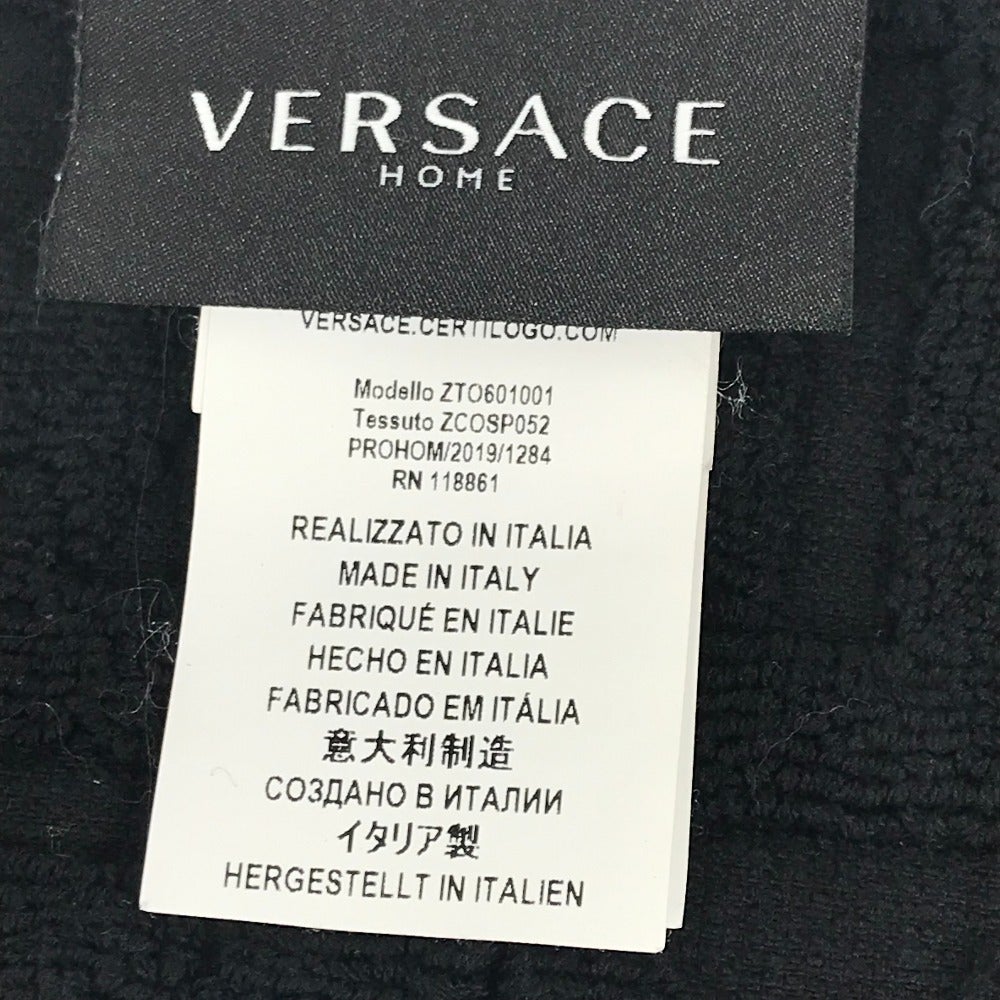 VERSACE
HOME
VERSACE.CERTILOGO.COM
Modello ZTO601001
Tessuto ZCOSP052
PROHOM/2019/1284
RN 118861
REALIZZATO IN ITALIA
MADE IN ITALY
FABRIQUÉ EN ITALIE
HECHO EN ITALIA
FABRICADO EM ITÁLIA
意大利制造
СОЗДАНО В ИТАЛИИ
イタリア製
HERGESTELLT IN ITALIEN